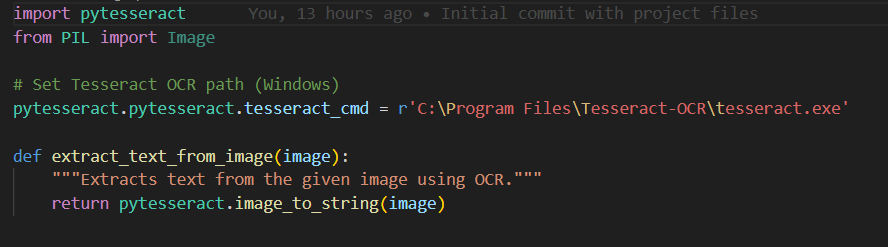 import pytesseract     You, 13 hours ago • Initial commit with project files
from PIL import Image

# Set Tesseract OCR path (Windows)
pytesseract.pytesseract.tesseract_cmd = r'C:\Program Files\Tesseract-OCR\tesseract.exe'

def extract_text_from_image(image):
    """Extracts text from the given image using OCR."""
    return pytesseract.image_to_string(image)